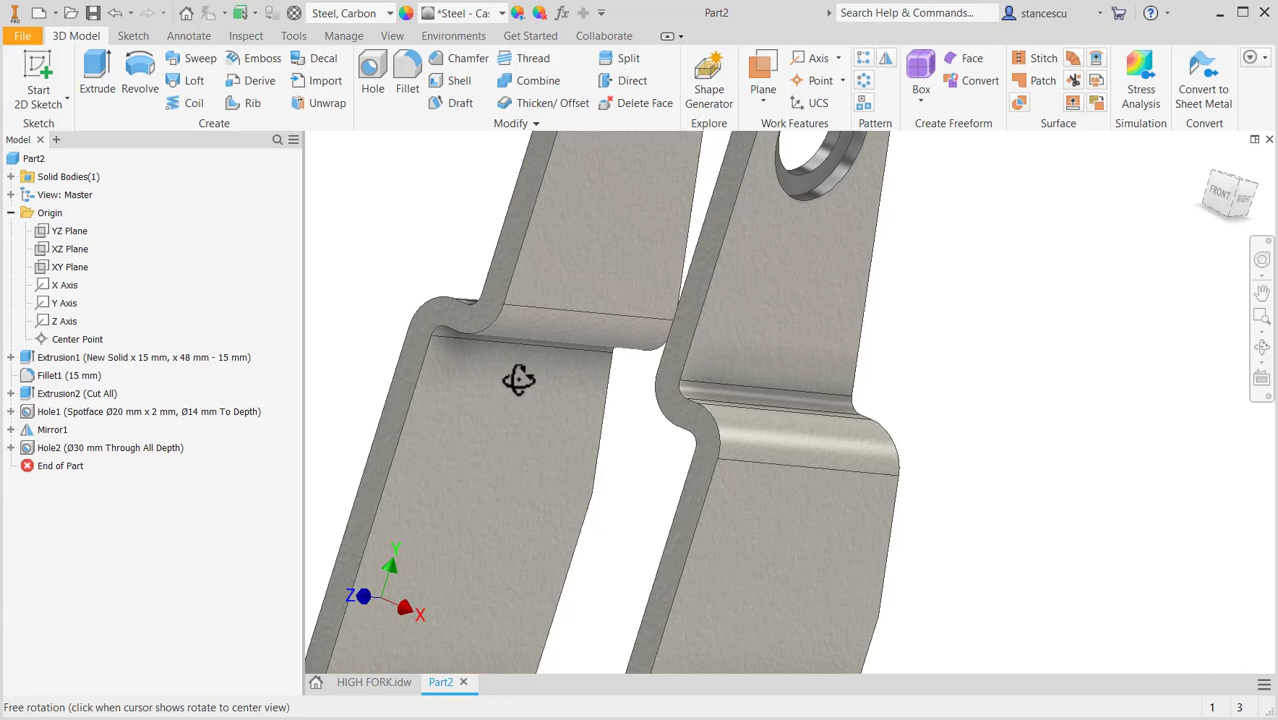 Steel, Carbon
*Steel - Ca
Part2
Search Help & Commands...
stancescu
PRO
File
3D Model
Sketch
Annotate
Inspect
Tools
Manage
View
Environments
Get Started
Collaborate
Start
2D Sketch
Sketch
Extrude
Revolve
Sweep
Loft
Coil
Emboss
Derive
Rib
Decal
Import
Unwrap
Create
Hole
Fillet
Chamfer
Shell
Draft
Thread
Combine
Thicken/ Offset
Split
Direct
Delete Face
Modify
Shape
Generator
Explore
Plane
Axis
Point
UCS
Work Features
Pattern
Box
Face
Convert
Create Freeform
Stitch
Patch
Surface
Stress
Analysis
Simulation
Convert to
Sheet Metal
Convert
Model
Part2
Solid Bodies(1)
View: Master
Origin
YZ Plane
XZ Plane
XY Plane
X Axis
Y Axis
Z Axis
Center Point
Extrusion1 (New Solid x 15 mm, x 48 mm - 15 mm)
Fillet1 (15 mm)
Extrusion2 (Cut All)
Hole1 (Spotface Ø20 mm x 2 mm, Ø14 mm To Depth)
Mirror1
Hole2 (Ø30 mm Through All Depth)
End of Part
FRONT
RIGHT
Y
Z
X
HIGH FORK.idw
Part2
Free rotation (click when cursor shows rotate to center view)
1
3